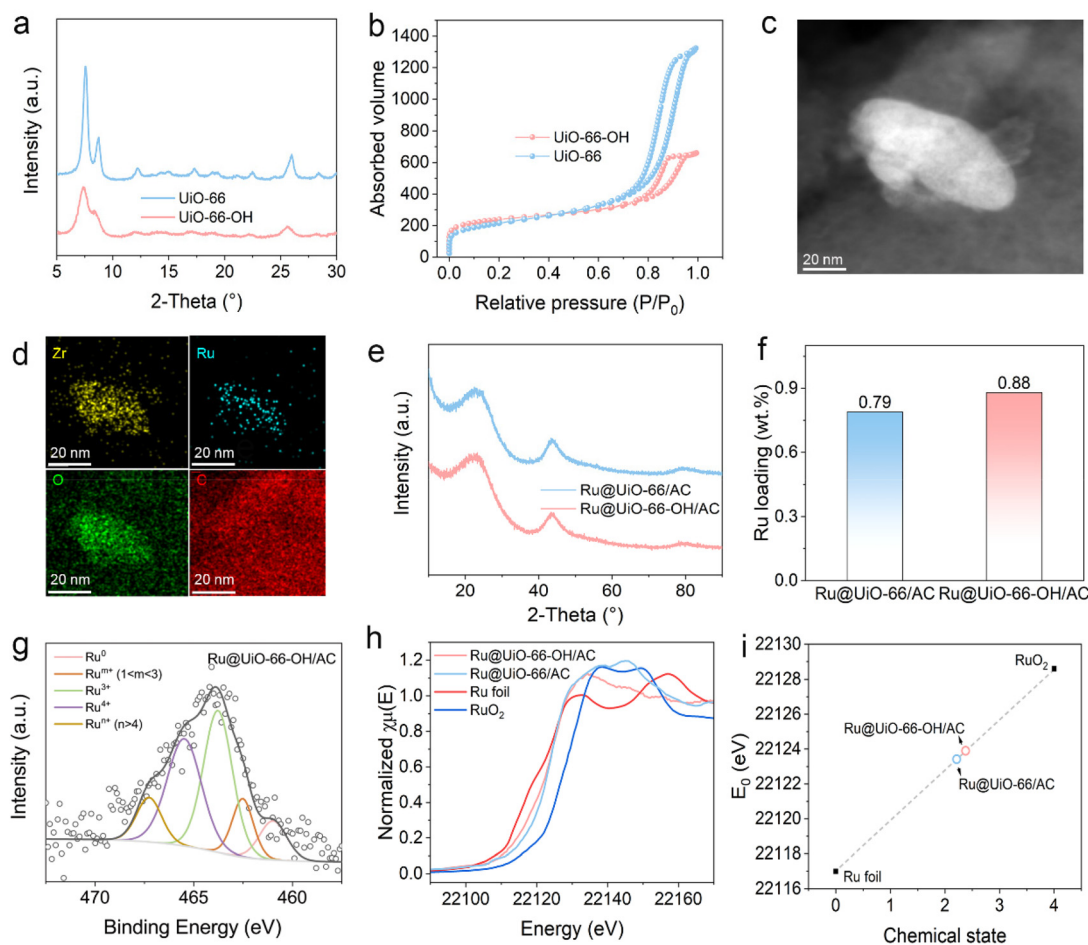 a
Intensity (a.u.)
UiO-66
UiO-66-OH
5 10 15 20 25 30
2-Theta (°)
b
Absorbed volume
1400
1200
1000
800
600
400
200
0
UiO-66-OH
UiO-66
0.0 0.2 0.4 0.6 0.8 1.0
Relative pressure (P/P0)
c
20 nm
d
Zr
20 nm
Ru
20 nm
O
20 nm
C
20 nm
e
Intensity (a.u.)
Ru@UiO-66/AC
Ru@UiO-66-OH/AC
20 40 60 80
2-Theta (°)
f
Ru loading (wt.%)
0.9
0.6
0.3
0.0
0.79
0.88
Ru@UiO-66/AC Ru@UiO-66-OH/AC
g
Intensity (a.u.)
Ru0
Rum+ (1<m<3)
Ru3+
Ru4+
Run+ (n>4)
Ru@UiO-66-OH/AC
470 465 460
Binding Energy (eV)
h
Normalized χμ(E)
1.2
1.0
0.8
0.6
0.4
0.2
0.0
Ru@UiO-66-OH/AC
Ru@UiO-66/AC
Ru foil
RuO2
22100 22120 22140 22160
Energy (eV)
i
E0 (eV)
22130
22128
22126
22124
22122
22120
22118
22116
RuO2
Ru@UiO-66-OH/AC
Ru@UiO-66/AC
Ru foil
0 1 2 3 4
Chemical state